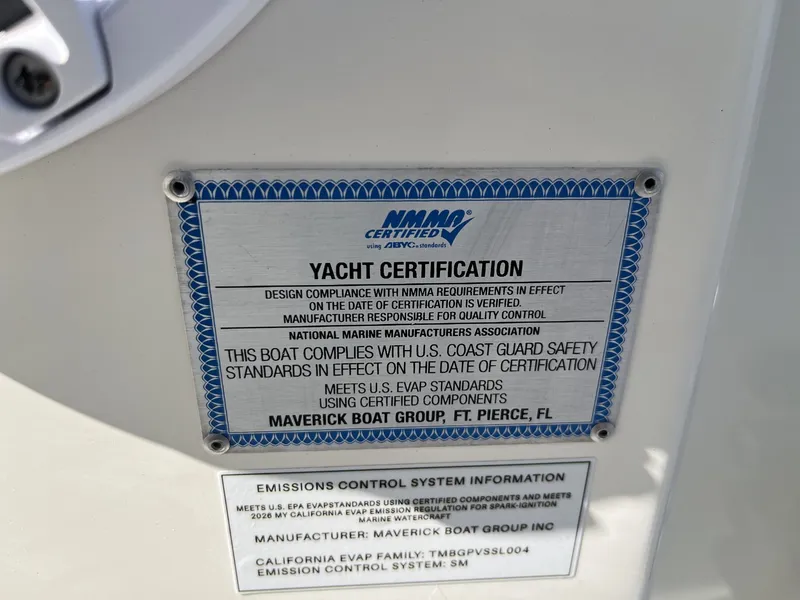 NMMA®
CERTIFIED
using ABYC standards
YACHT CERTIFICATION
DESIGN COMPLIANCE WITH NMMA REQUIREMENTS IN EFFECT
ON THE DATE OF CERTIFICATION IS VERIFIED.
MANUFACTURER RESPONSIBLE FOR QUALITY CONTROL
NATIONAL MARINE MANUFACTURERS ASSOCIATION
THIS BOAT COMPLIES WITH U.S. COAST GUARD SAFETY
STANDARDS IN EFFECT ON THE DATE OF CERTIFICATION
MEETS U.S. EVAP STANDARDS
USING CERTIFIED COMPONENTS
MAVERICK BOAT GROUP, FT. PIERCE, FL
EMISSIONS CONTROL SYSTEM INFORMATION
MEETS U.S. EPA EVAPSTANDARDS USING CERTIFIED COMPONENTS AND MEETS
2026 MY CALIFORNIA EVAP EMISSION REGULATION FOR SPARK-IGNITION
MARINE WATERCRAFT
MANUFACTURER: MAVERICK BOAT GROUP INC
CALIFORNIA EVAP FAMILY: TMBGPVSSL004
EMISSION CONTROL SYSTEM: SM